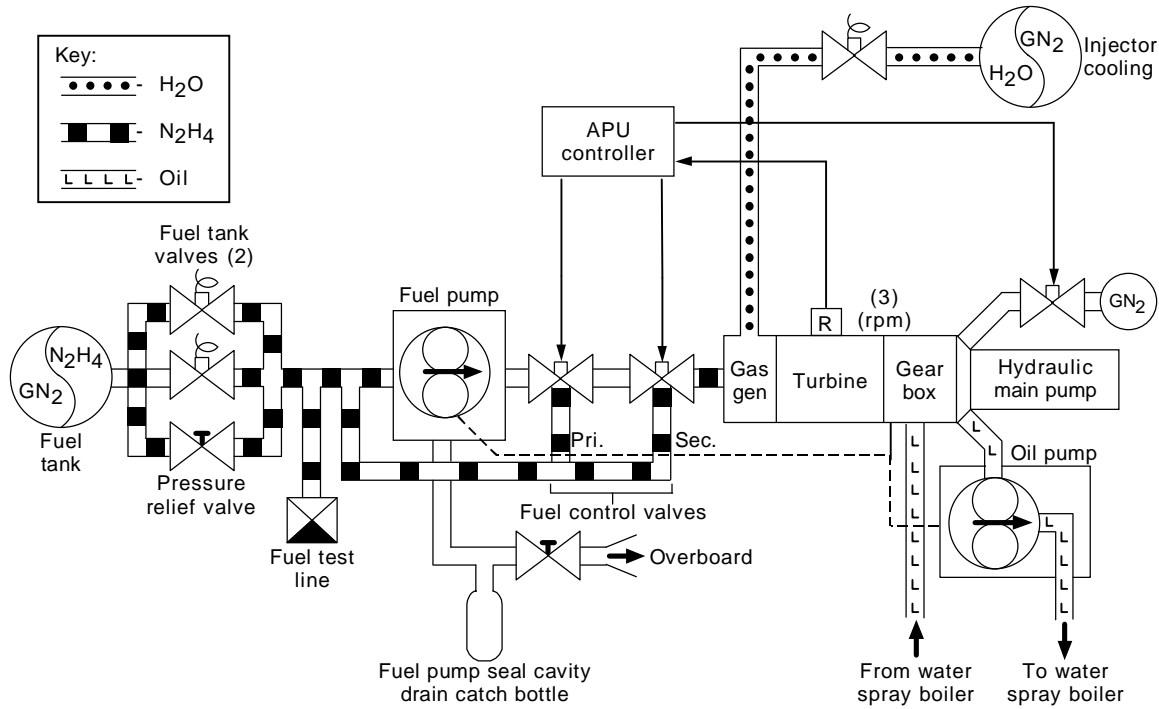 Key:
H2O
N2H4
Oil
GN2
H2O
Injector
cooling
APU
controller
Fuel tank
valves (2)
Fuel pump
(3)
(rpm)
R
GN2
N2H4
GN2
Fuel
tank
Gas
gen
Turbine
Gear
box
Hydraulic
main pump
Pri.
Sec.
Pressure
relief valve
Oil pump
Fuel control valves
Fuel test
line
Overboard
Fuel pump seal cavity
drain catch bottle
From water
spray boiler
To water
spray boiler